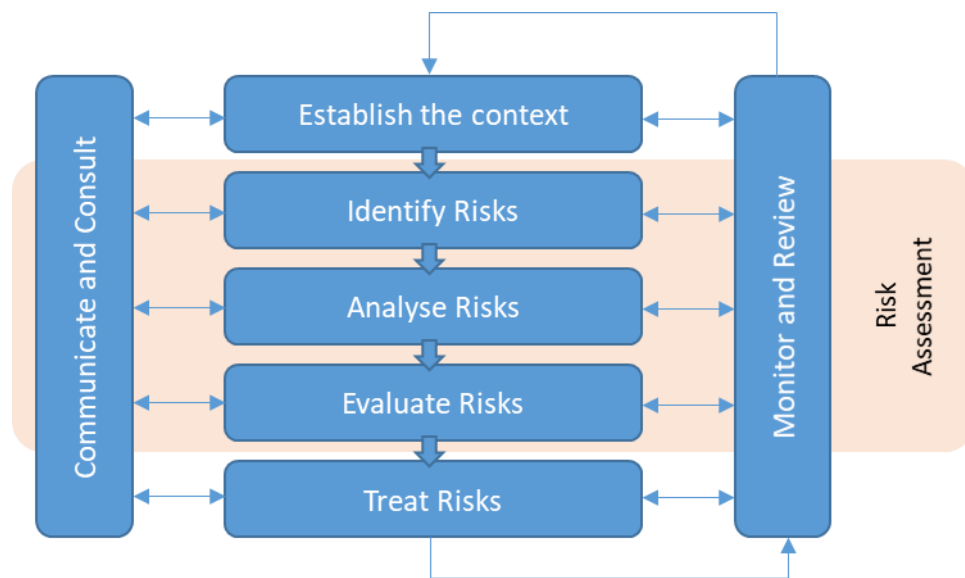 Establish the context
Identify Risks
Analyse Risks
Evaluate Risks
Treat Risks
Communicate and Consult
Monitor and Review
Risk
Assessment